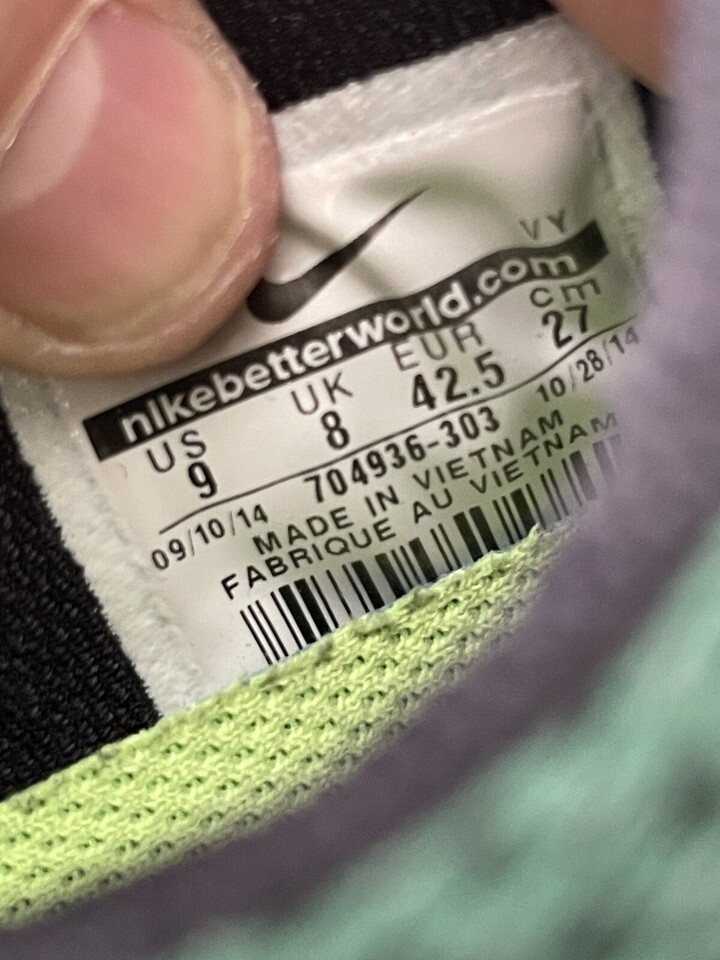 VY
nikebetterworld.com
US UK EUR cm
9 8 42.5 27
09/10/14 704936-303 10/28/14
MADE IN VIETNAM
FABRIQUE AU VIETNAM